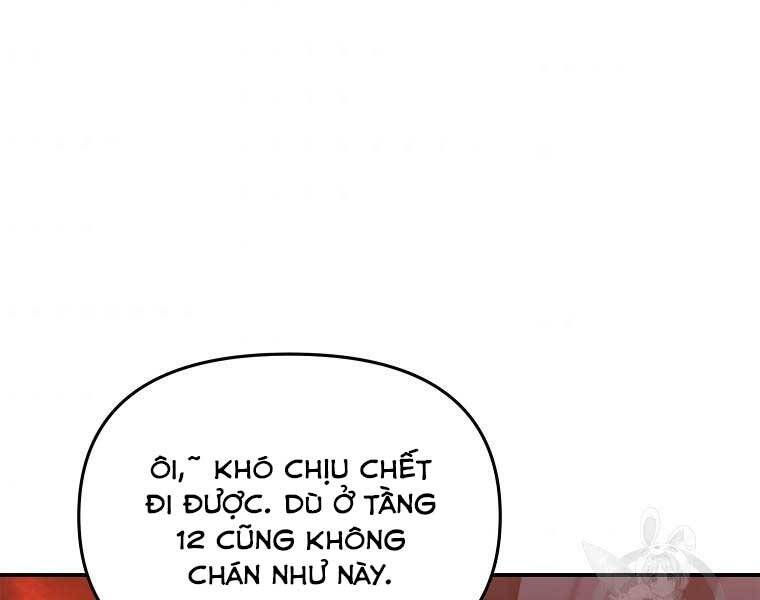 ÔI,~ KHÓ CHỊU CHẾT
ĐI ĐƯỢC. DÙ Ở TẦNG
12 CŨNG KHÔNG
CHÁN NHƯ NÀY.